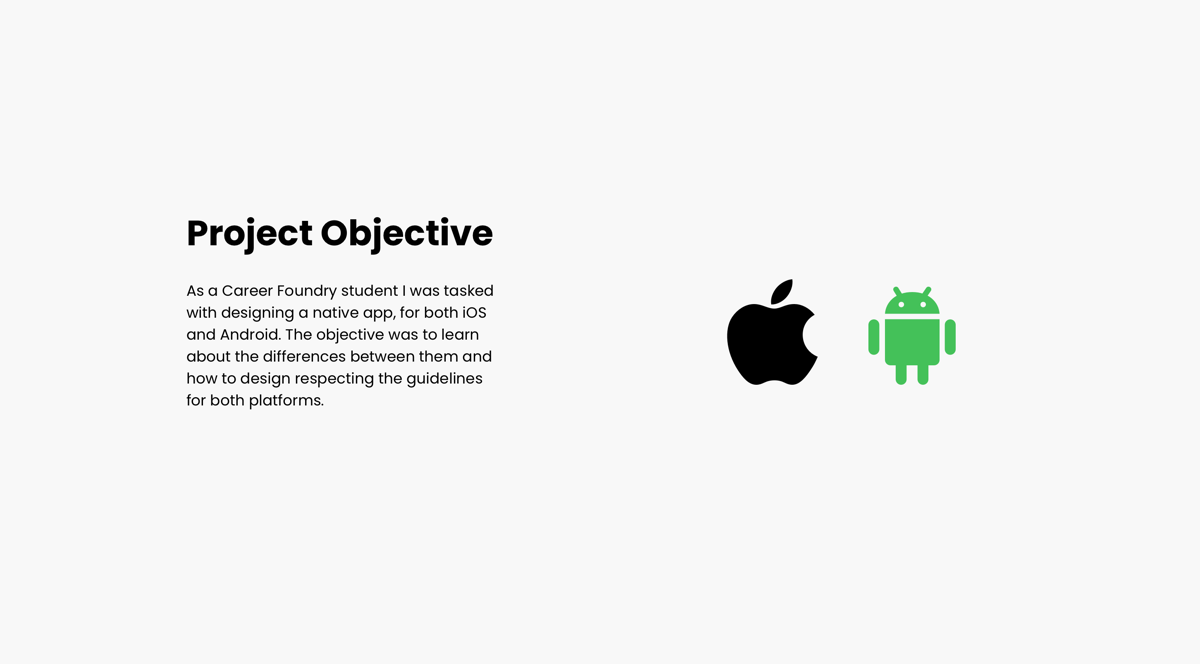 Project Objective
As a Career Foundry student I was tasked
with designing a native app, for both iOS
and Android. The objective was to learn
about the differences between them and
how to design respecting the guidelines
for both platforms.